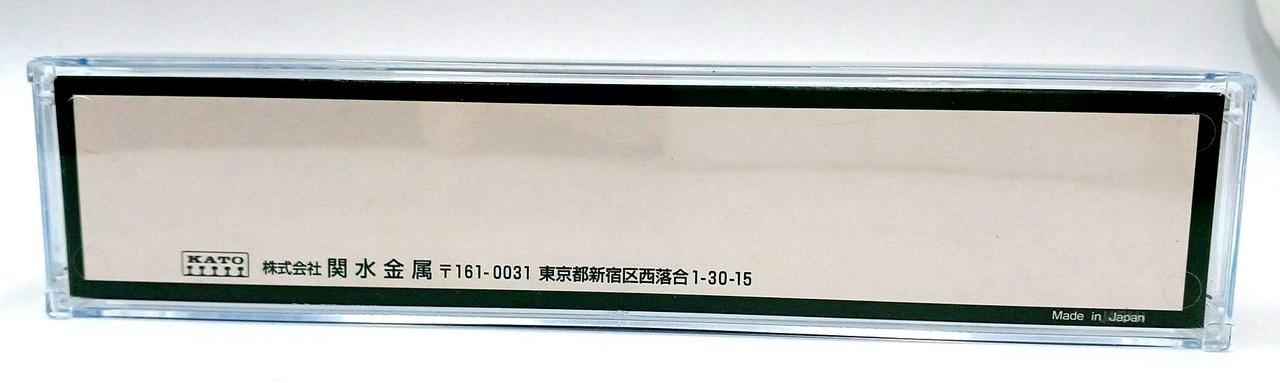 KATO 株式会社 関水金属 〒161-0031 東京都新宿区西落合1-30-15
Made in Japan